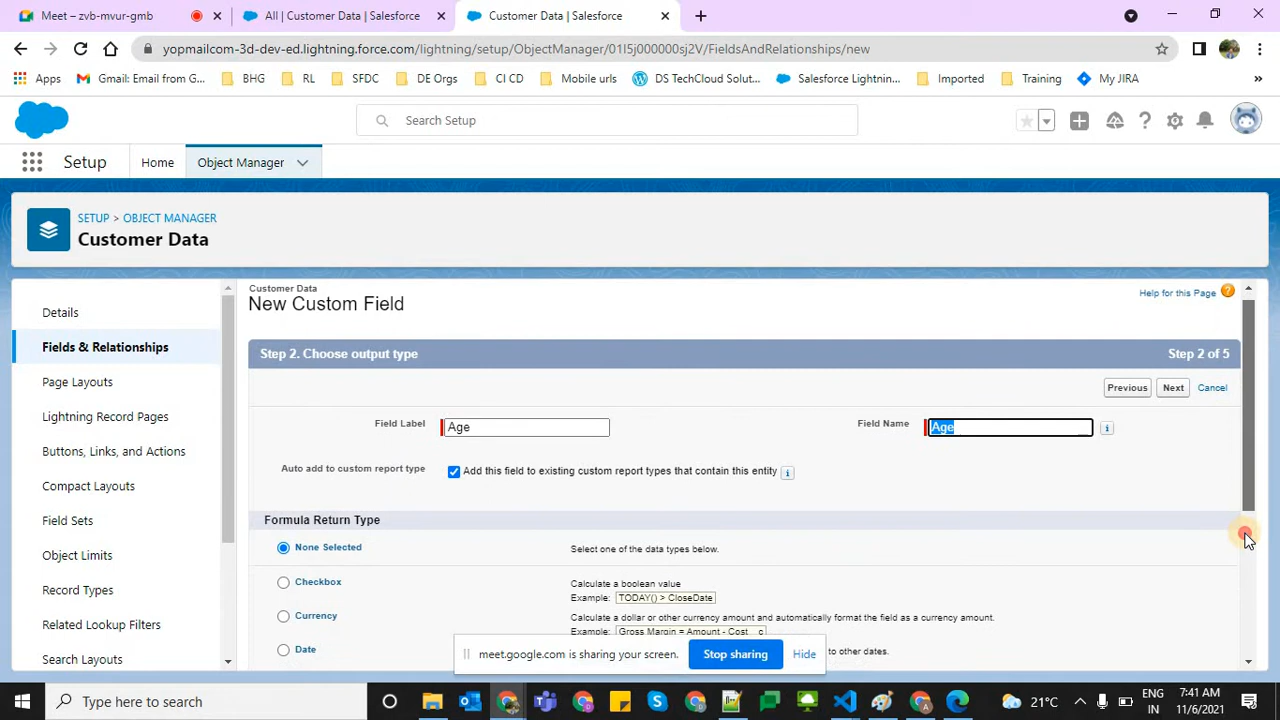 Meet – zvb-mvur-gmb
All | Customer Data | Salesforce
Customer Data | Salesforce
yopmailcom-3d-dev-ed.lightning.force.com/lightning/setup/ObjectManager/01I5j000000sj2V/FieldsAndRelationships/new
Apps
Gmail: Email from G...
BHG
RL
SFDC
DE Orgs
CI CD
Mobile urls
DS TechCloud Solut...
Salesforce Lightnin...
Imported
Training
My JIRA
»
Search Setup
Setup
Home
Object Manager
SETUP > OBJECT MANAGER
Customer Data
Details
Fields & Relationships
Page Layouts
Lightning Record Pages
Buttons, Links, and Actions
Compact Layouts
Field Sets
Object Limits
Record Types
Related Lookup Filters
Search Layouts
Customer Data
New Custom Field
Help for this Page
Step 2. Choose output type
Step 2 of 5
Previous
Next
Cancel
Field Label
Age
Field Name
Age
Auto add to custom report type
Add this field to existing custom report types that contain this entity
Formula Return Type
None Selected
Select one of the data types below.
Checkbox
Calculate a boolean value
Example: TODAY() > CloseDate
Currency
Calculate a dollar or other currency amount and automatically format the field as a currency amount.
Example: Gross Margin = Amount - Cost__c
Date
to other dates.
meet.google.com is sharing your screen.
Stop sharing
Hide
Type here to search
21°C
ENG
IN
7:41 AM
11/6/2021